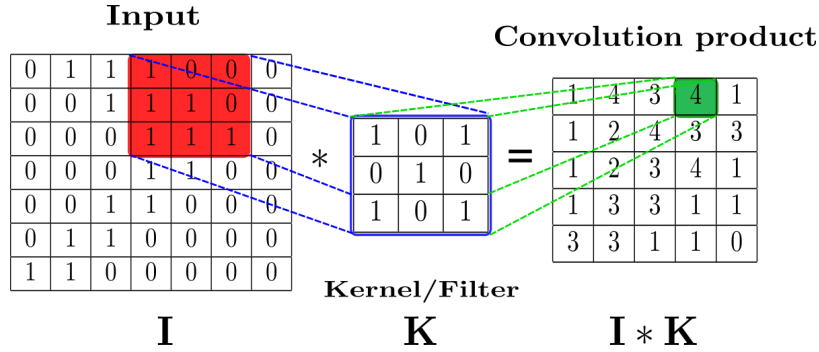 Input
Convolution product
0 1 1 1 0 0 0
0 0 1 1 1 0 0
0 0 0 1 1 1 0
0 0 0 1 1 0 0
0 0 1 1 0 0 0
0 1 1 0 0 0 0
1 1 0 0 0 0 0
*
1 0 1
0 1 0
1 0 1
=
1 4 3 4 1
1 2 4 3 3
1 2 3 4 1
1 3 3 1 1
3 3 1 1 0
Kernel/Filter
I
K
I * K